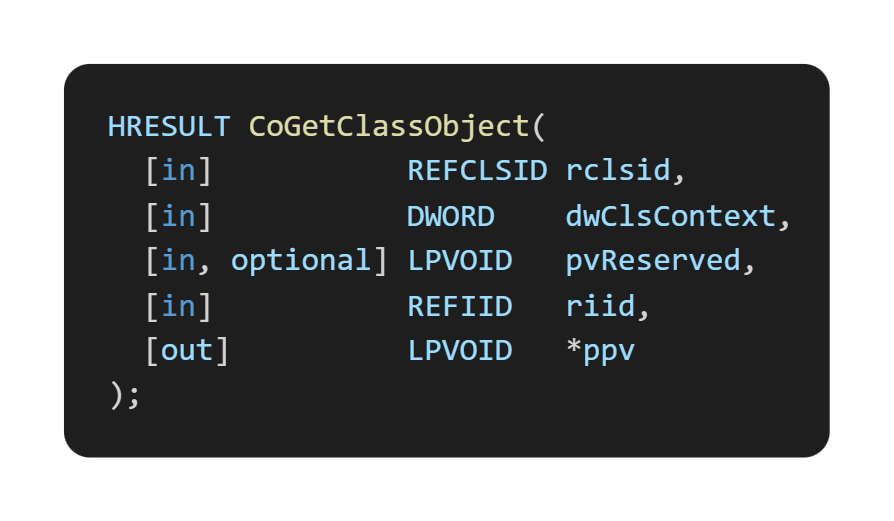 HRESULT CoGetClassObject(
  [in]           REFCLSID rclsid,
  [in]           DWORD    dwClsContext,
  [in, optional] LPVOID   pvReserved,
  [in]           REFIID   riid,
  [out]          LPVOID   *ppv
);